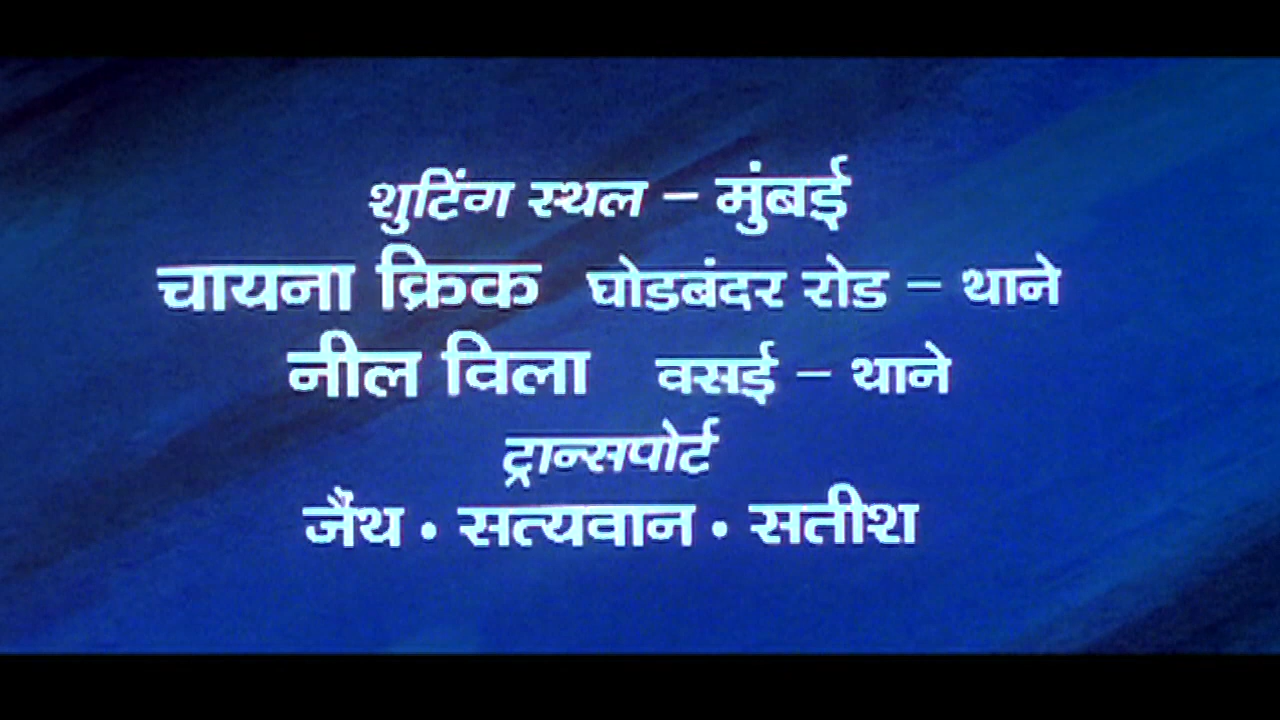 शुटिंग स्थल – मुंबई
चायना क्रिक घोडबंदर रोड – थाने
नील विला वसई – थाने
ट्रान्सपोर्ट
जैंथ • सत्यवान • सतीश